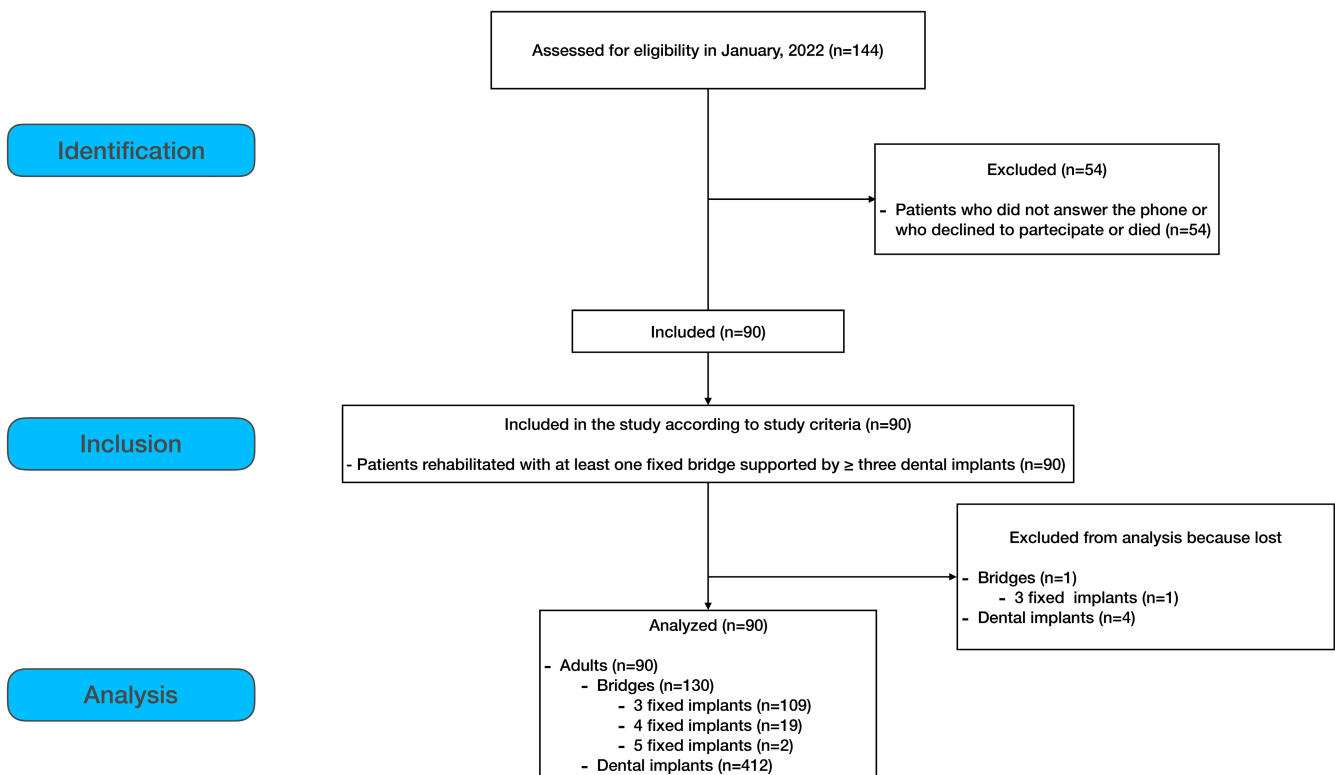 Assessed for eligibility in January, 2022 (n=144)
Identification
Excluded (n=54)
- Patients who did not answer the phone or
who declined to partecipate or died (n=54)
Included (n=90)
Inclusion
Included in the study according to study criteria (n=90)
- Patients rehabilitated with at least one fixed bridge supported by ≥ three dental implants (n=90)
Excluded from analysis because lost
- Bridges (n=1)
- 3 fixed implants (n=1)
- Dental implants (n=4)
Analysis
Analyzed (n=90)
- Adults (n=90)
- Bridges (n=130)
- 3 fixed implants (n=109)
- 4 fixed implants (n=19)
- 5 fixed implants (n=2)
- Dental implants (n=412)